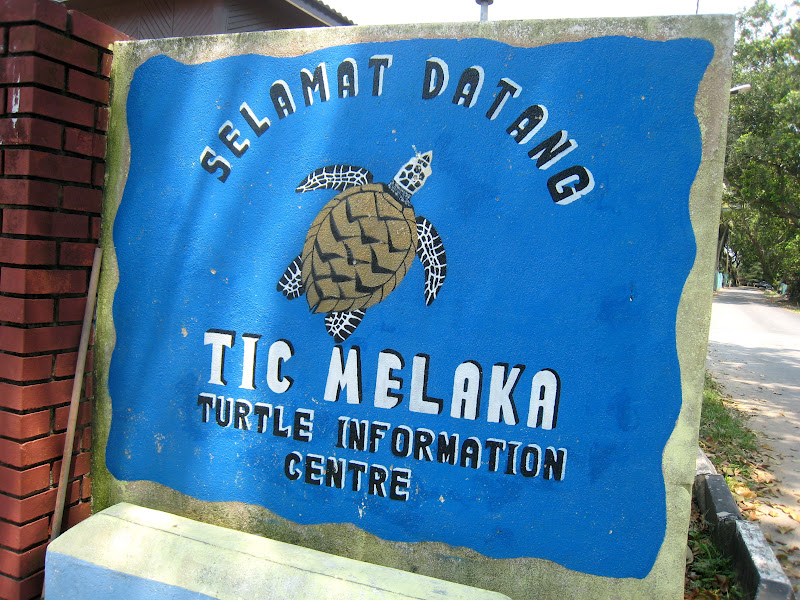 SELAMAT DATANG
TIC MELAKA
TURTLE INFORMATION
CENTRE